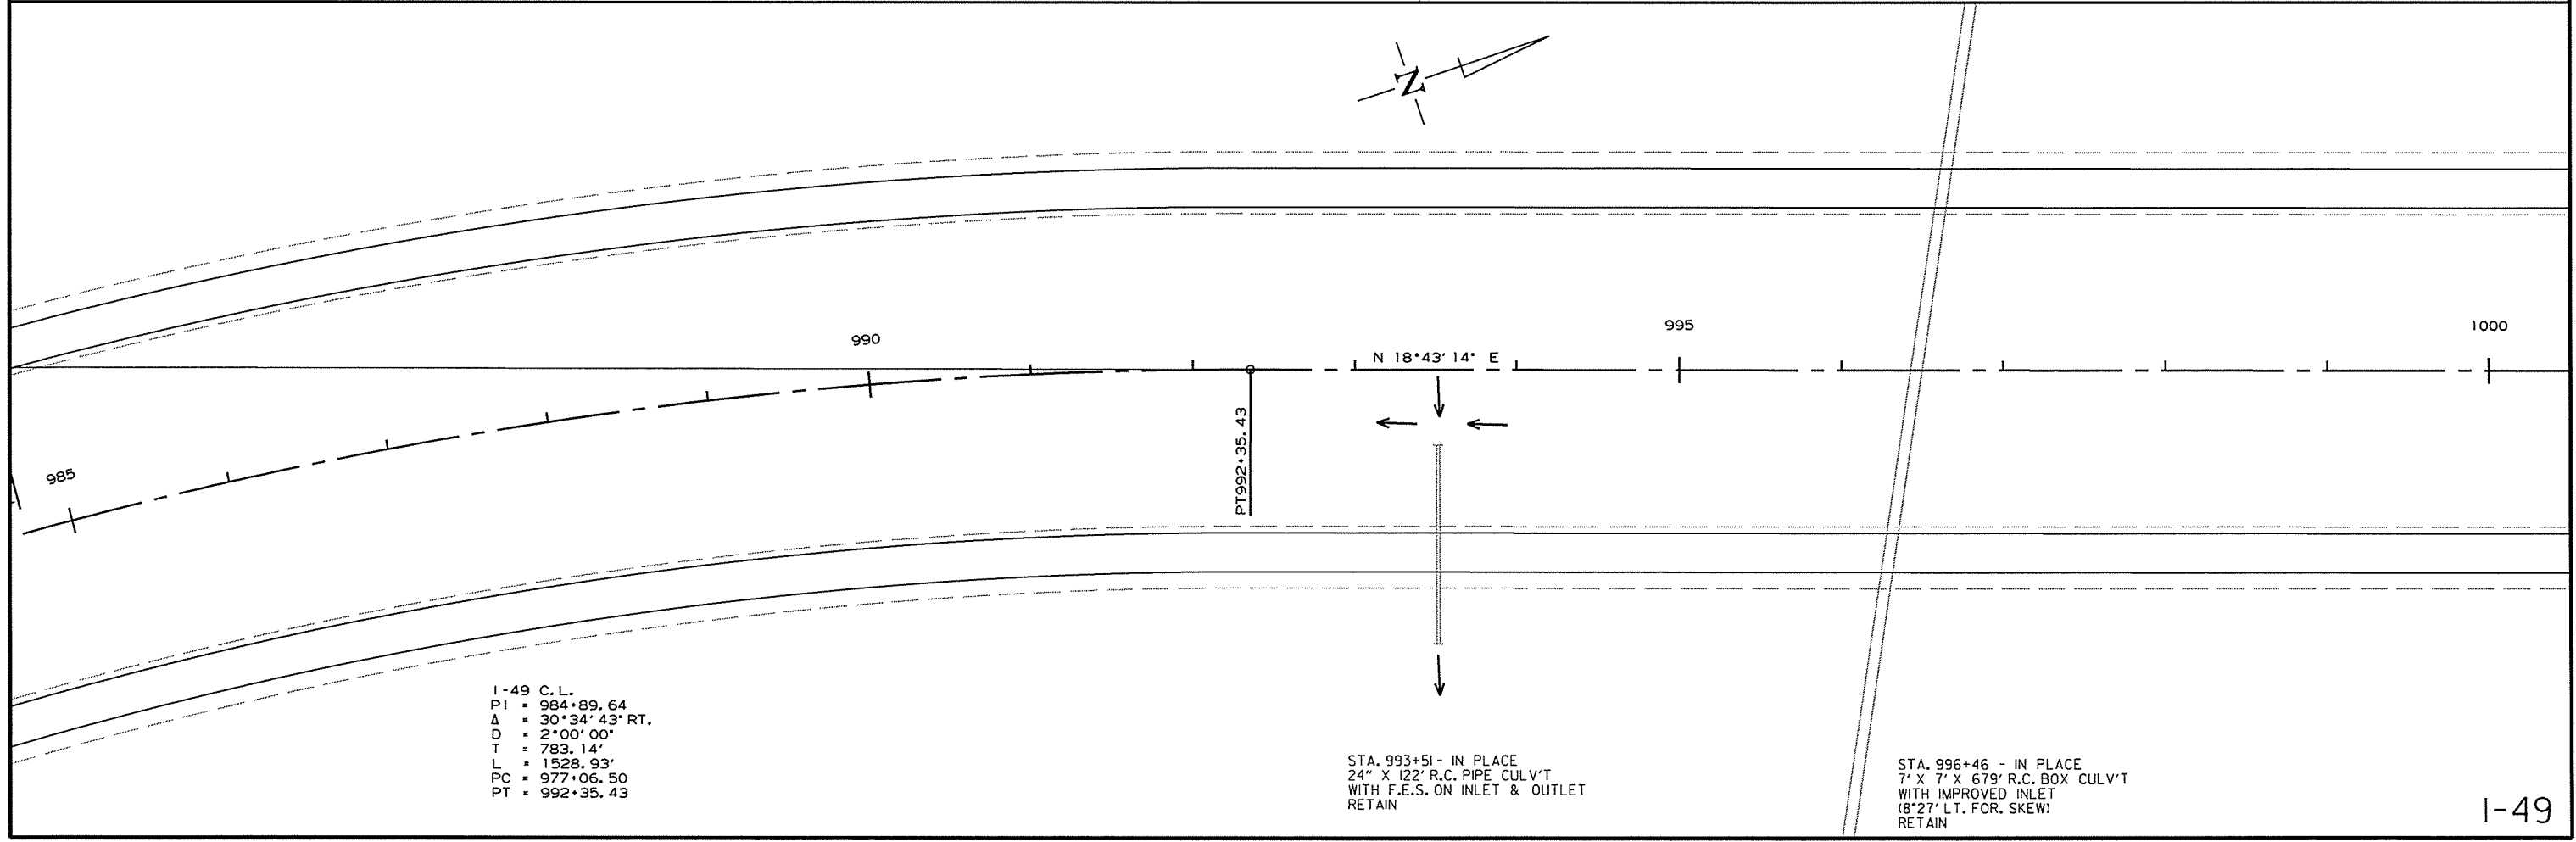 N
990
995
1000
N 18°43'14" E
985
PT992+35.43
I-49 C.L.
PI = 984+89.64
Δ = 30°34'43" RT.
D = 2°00'00"
T = 783.14'
L = 1528.93'
PC = 977+06.50
PT = 992+35.43
STA. 993+51 - IN PLACE
24" X 122' R.C. PIPE CULV'T
WITH F.E.S. ON INLET & OUTLET
RETAIN
STA. 996+46 - IN PLACE
7' X 7' X 679' R.C. BOX CULV'T
WITH IMPROVED INLET
(8°27' LT. FOR. SKEW)
RETAIN
I-49